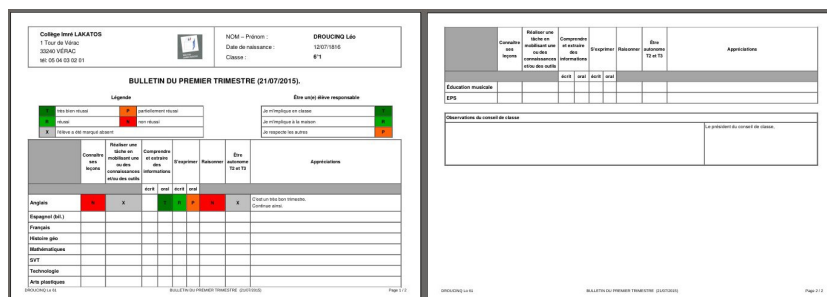 Collège Imré LAKATOS
1 Tour de Vérac
33240 VÉRAC
tél: 05 04 03 02 01
NOM – Prénom : DROUCINQ Léo
Date de naissance : 12/07/1816
Classe : 6°1
BULLETIN DU PREMIER TRIMESTRE (21/07/2015).
Légende
Être un(e) élève responsable
très bien réussi P partiellement réussi
réussi non réussi
X l'élève a été marqué absent
Je m'implique en classe
Je m'implique à la maison
Je respecte les autres P
Connaître ses leçons
Réaliser une tâche en mobilisant une ou des connaissances et/ou des outils
Comprendre et extraire des informations
S'exprimer
Raisonner
Être autonome T2 et T3
Appréciations
écrit oral écrit oral
Anglais X P X C'est un très bon trimestre.
Continue ainsi.
Espagnol (bil.)
Français
Histoire géo
Mathématiques
SVT
Technologie
Arts plastiques
DROUCINQ Le 61 BULLETIN DU PREMIER TRIMESTRE (21/07/2015) Page 1 / 2
Connaître ses leçons
Réaliser une tâche en mobilisant une ou des connaissances et/ou des outils
Comprendre et extraire des informations
S'exprimer
Raisonner
Être autonome T2 et T3
Appréciations
écrit oral écrit oral
Éducation musicale
EPS
Observations du conseil de classe
Le président du conseil de classe.
DROUCINQ Le 61 BULLETIN DU PREMIER TRIMESTRE (21/07/2015) Page 2 / 2